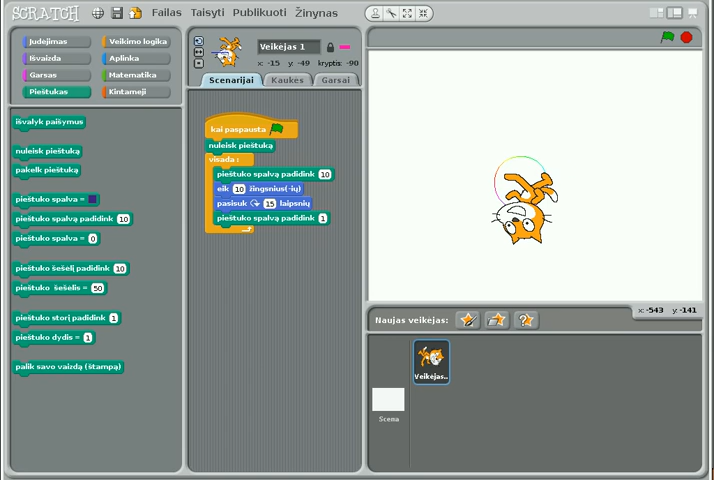 SCRATCH Failas Taisyti Publikuoti Žinynas
Judėjimas Veikimo logika
Išvaizda Aplinka
Garsas Matematika
Pieštukas Kintamieji
išvalyk paišymus
nuleisk pieštuką
pakelk pieštuką
pieštuko spalva =
pieštuko spalvą padidink 10
pieštuko spalva = 0
pieštuko šešėlį padidink 10
pieštuko šešėlis = 50
pieštuko storį padidink 1
pieštuko dydis = 1
palik savo vaizdą (štampą)
Veikėjas 1
x: -15 y: -49 kryptis: -90
Scenarijai Kaukės Garsai
kai paspausta
nuleisk pieštuką
visada :
pieštuko spalvą padidink 10
eik 10 žingsnius(-ių)
pasisuk 15 laipsnių
pieštuko spalvą padidink 1
x: -543 y: -141
Naujas veikėjas:
Veikėjas..
Scena